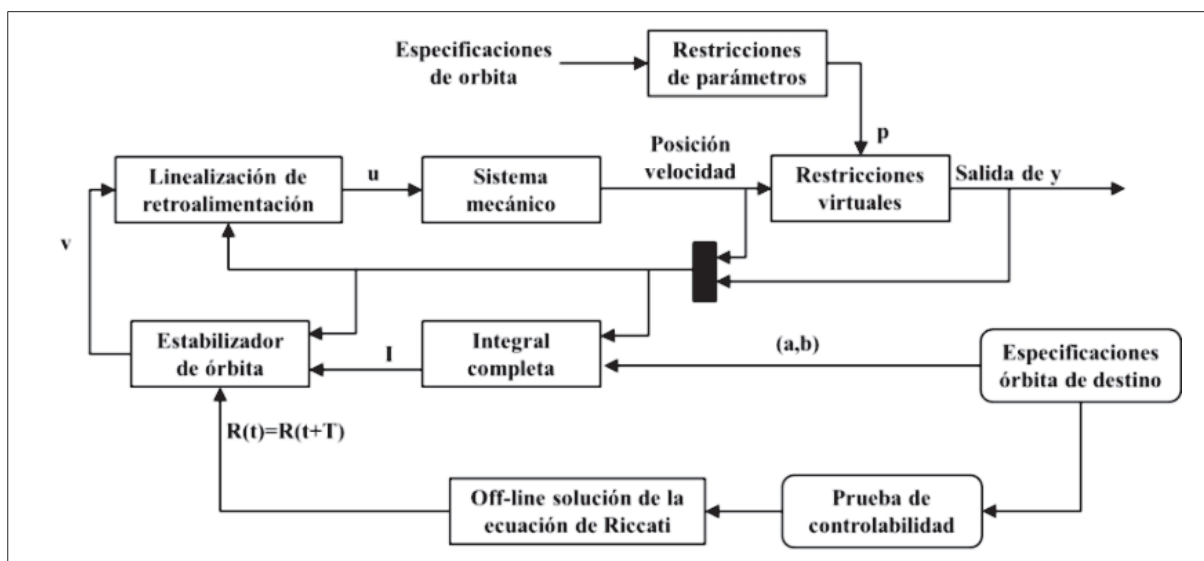 Especificaciones
de orbita
Restricciones
de parámetros
p
Linealización de
retroalimentación
u
Sistema
mecánico
Posición
velocidad
Restricciones
virtuales
Salida de y
v
Estabilizador
de órbita
I
Integral
completa
(a,b)
Especificaciones
órbita de destino
R(t)=R(t+T)
Off-line solución de la
ecuación de Riccati
Prueba de
controlabilidad